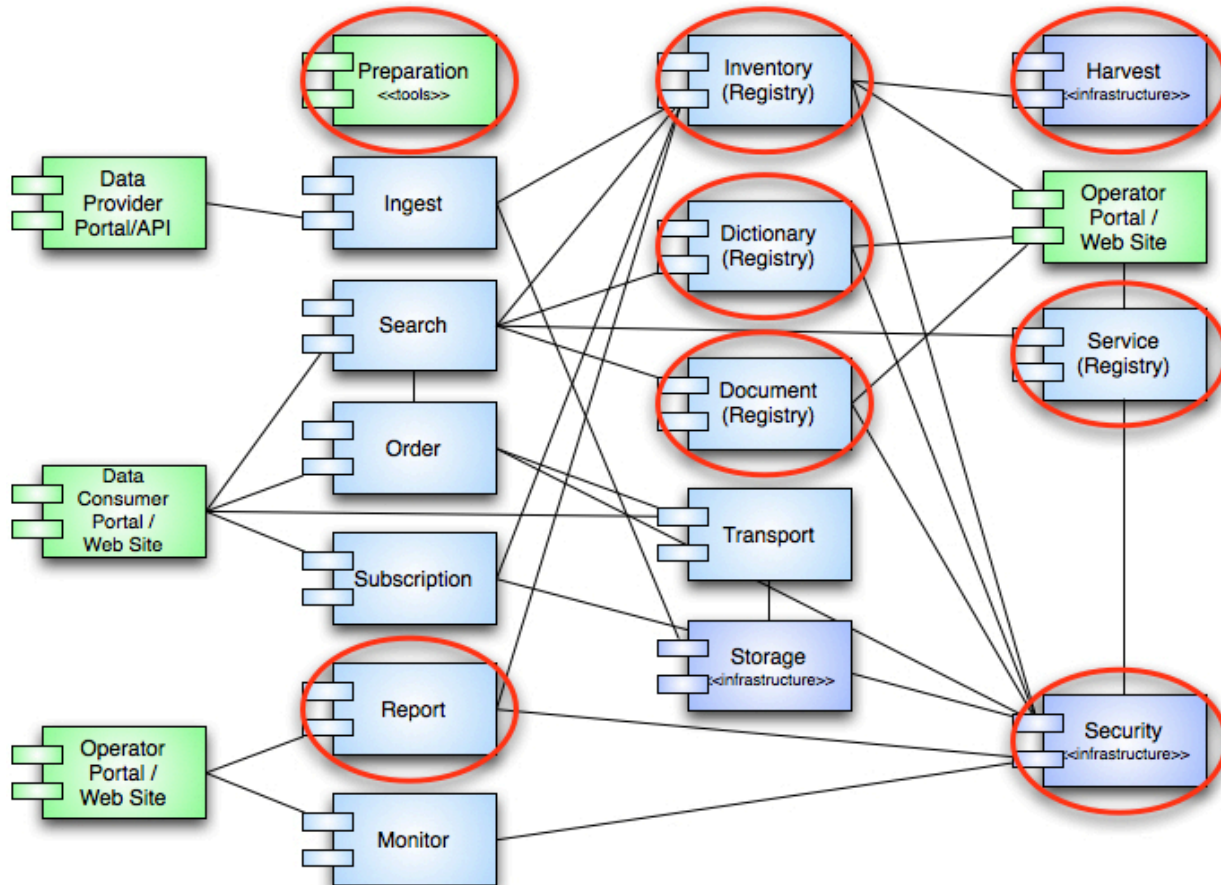 Preparation
<<tools>>
Inventory
(Registry)
Harvest
<<infrastructure>>
Data
Provider
Portal/API
Ingest
Dictionary
(Registry)
Operator
Portal /
Web Site
Search
Service
(Registry)
Document
(Registry)
Order
Data
Consumer
Portal /
Web Site
Transport
Subscription
Storage
<<infrastructure>>
Report
Security
<<infrastructure>>
Operator
Portal /
Web Site
Monitor